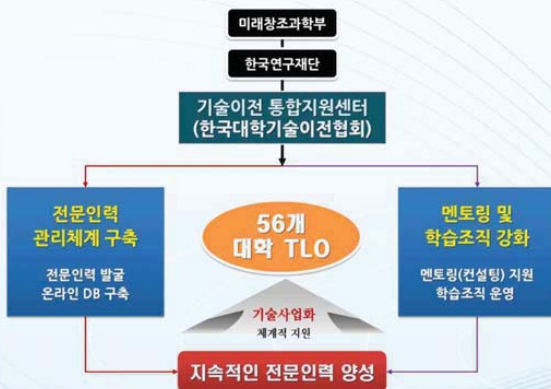 미래창조과학부
한국연구재단
기술이전 통합지원센터
(한국대학기술이전협회)
전문인력
관리체계 구축
전문인력 발굴
온라인 DB 구축
56개
대학 TLO
멘토링 및
학습조직 강화
멘토링(컨설팅) 지원
학습조직 운영
기술사업화
체계적 지원
지속적인 전문인력 양성